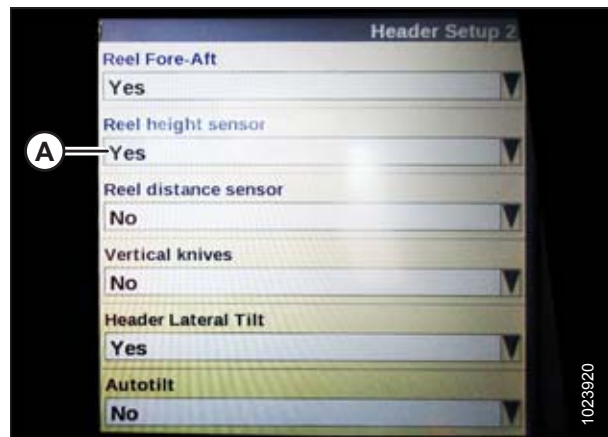 Header Setup 2
Reel Fore-Aft
Yes
Reel height sensor
A
Yes
Reel distance sensor
No
Vertical knives
No
Header Lateral Tilt
Yes
Autotilt
No
1023920